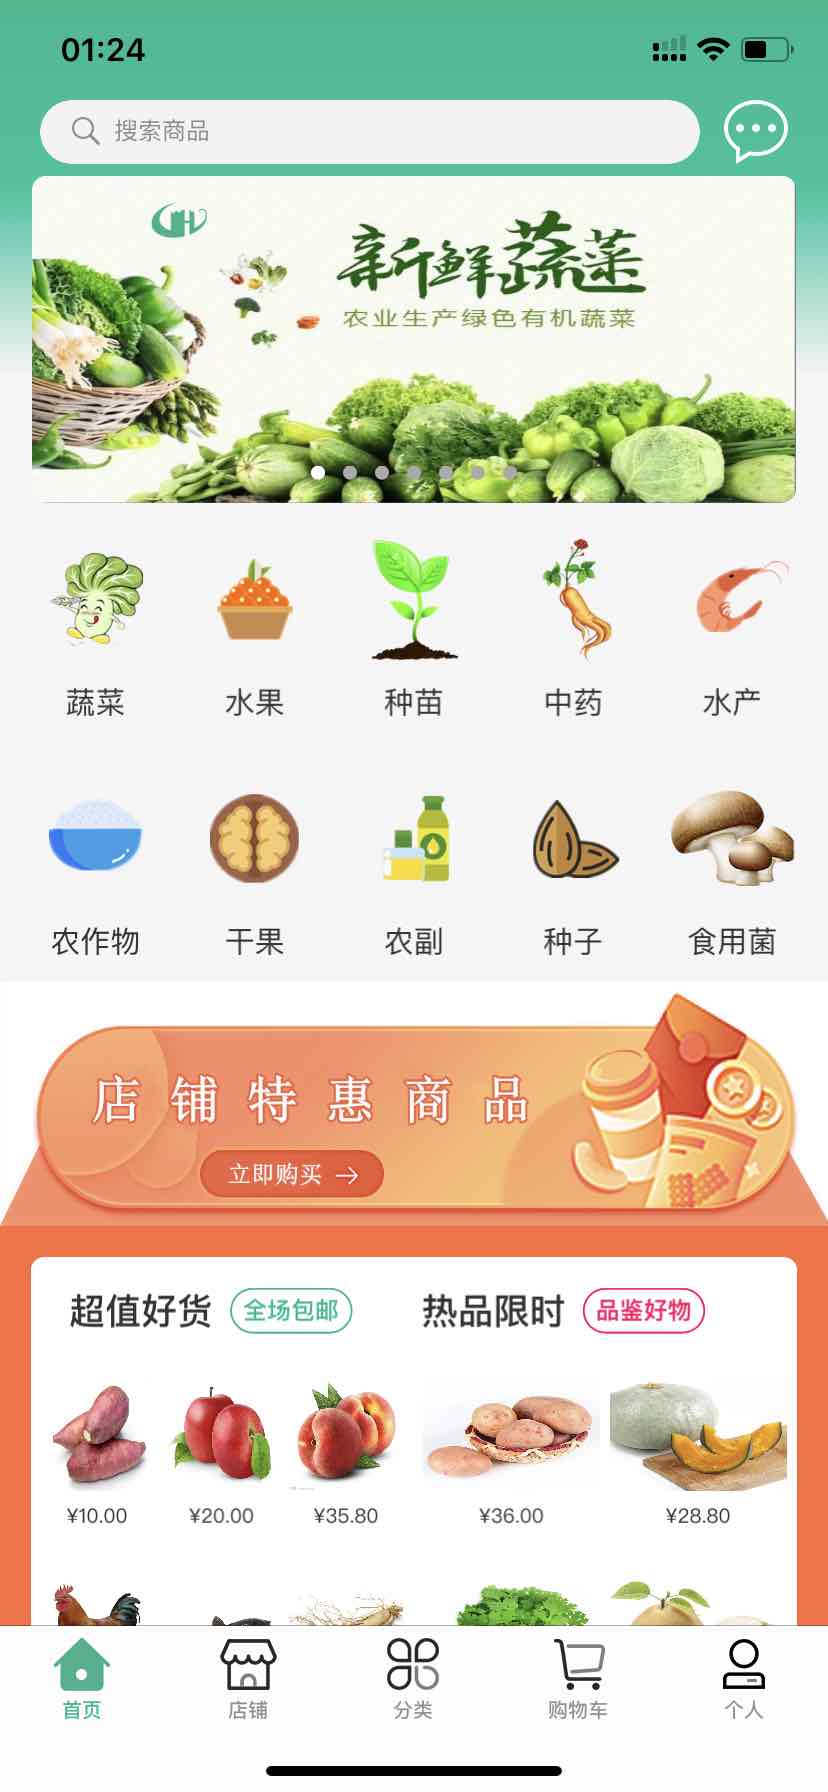 01:24
搜索商品
新鲜蔬菜
农业生产绿色有机蔬菜
蔬菜 水果 种苗 中药 水产
农作物 干果 农副 种子 食用菌
店铺特惠商品
立即购买 →
超值好货 全场包邮 热品限时 品鉴好物
¥10.00 ¥20.00 ¥35.80 ¥36.00 ¥28.80
首页 店铺 分类 购物车 个人